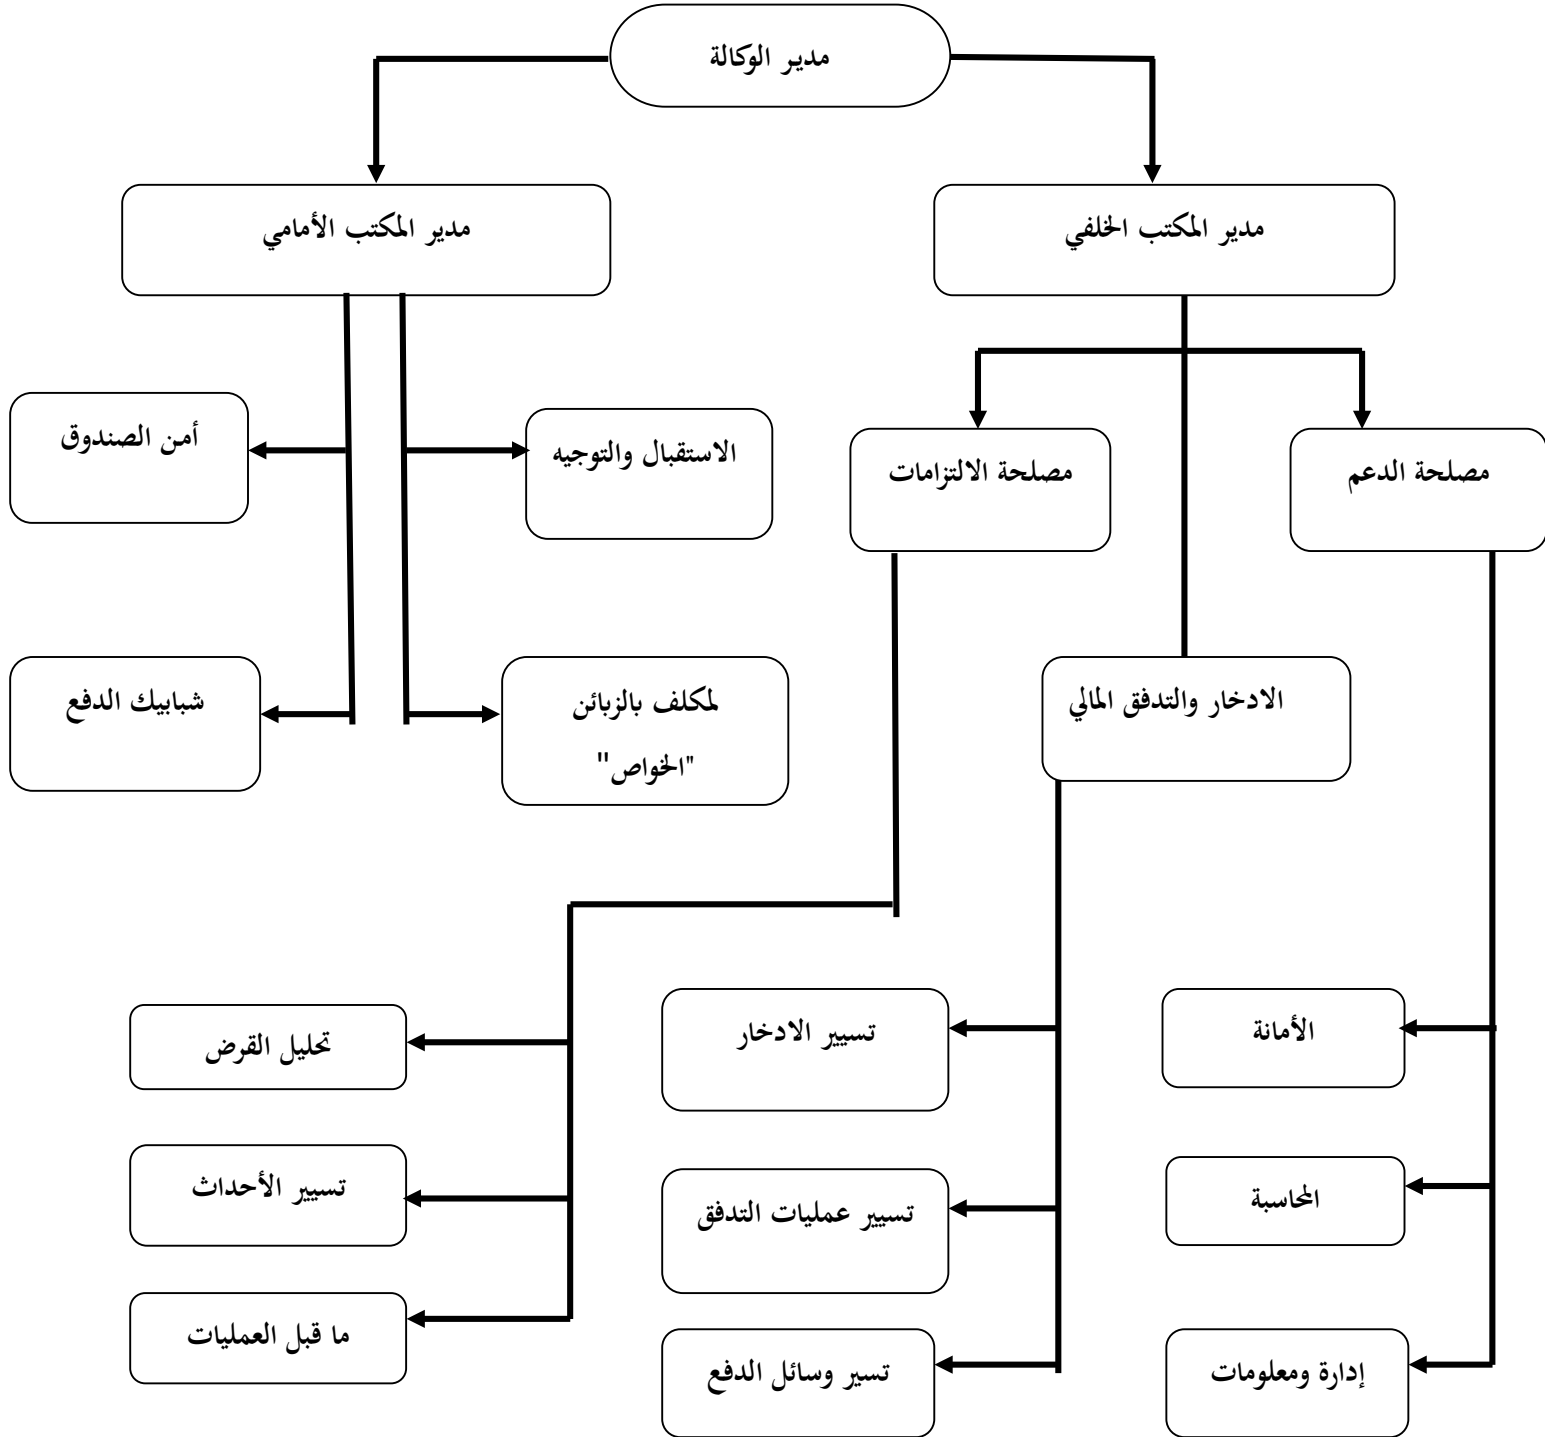 مدير الوكالة
مدير المكتب الخلفي
مدير المكتب الأمامي
مصلحة الدعم
مصلحة الالتزامات
الاستقبال والتوجيه
أمن الصندوق
الادخار والتدفق المالي
لمكلف بالزبائن
"الخواص"
شبابيك الدفع
الأمانة
تسيير الادخار
تحليل القرض
المحاسبة
تسيير عمليات التدفق
تسيير الأحداث
إدارة ومعلومات
تسير وسائل الدفع
ما قبل العمليات